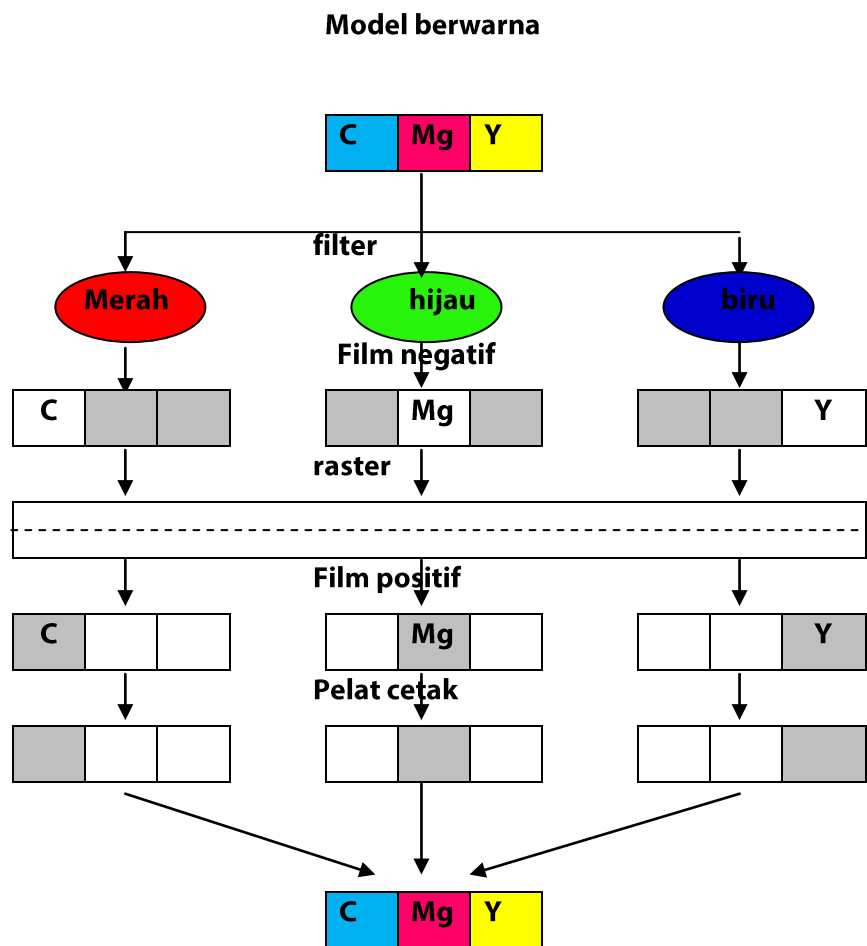 Model berwarna
C Mg Y
filter
Merah hijau biru
Film negatif
C Mg Y
raster
Film positif
C Mg Y
Pelat cetak
C Mg Y